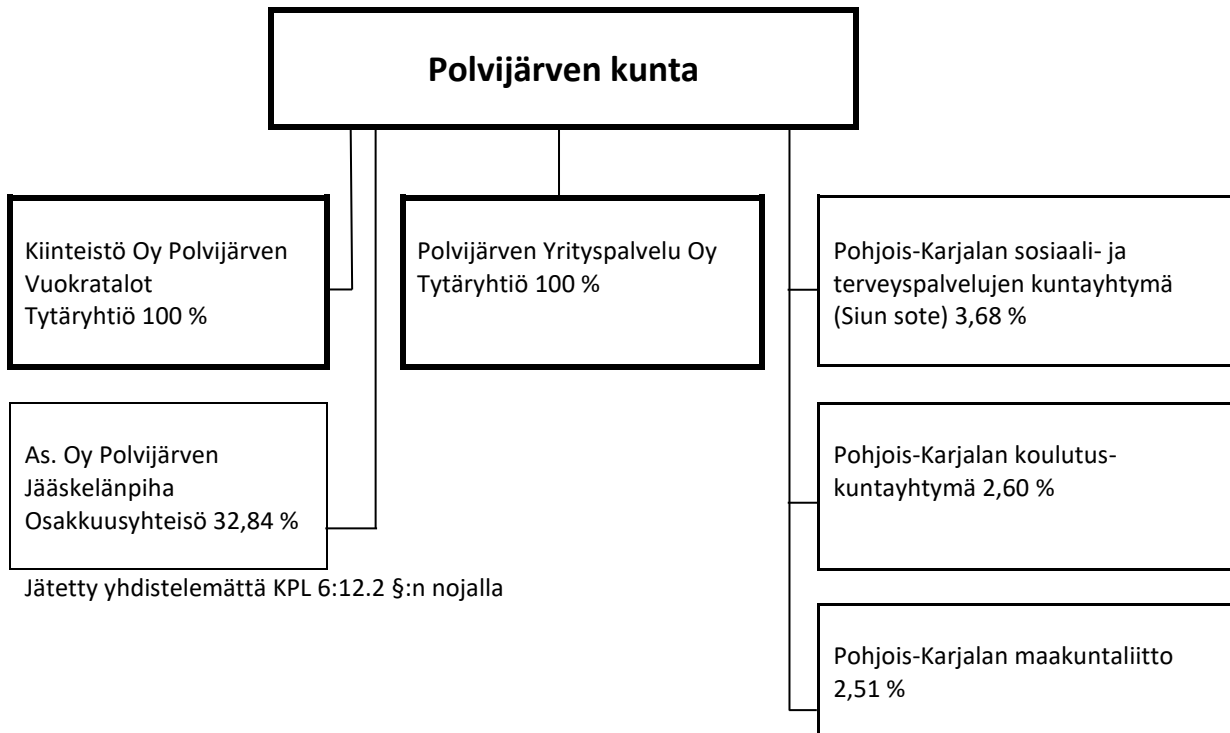 Polvijärven kunta
Kiinteistö Oy Polvijärven
Vuokratalot
Tytäryhtiö 100 %
Polvijärven Yrityspalvelu Oy
Tytäryhtiö 100 %
Pohjois-Karjalan sosiaali- ja
terveyspalvelujen kuntayhtymä
(Siun sote) 3,68 %
As. Oy Polvijärven
Jääskelänpiha
Osakkuusyhteisö 32,84 %
Jätetty yhdistelemättä KPL 6:12.2 §:n nojalla
Pohjois-Karjalan koulutus-
kuntayhtymä 2,60 %
Pohjois-Karjalan maakuntaliitto
2,51 %